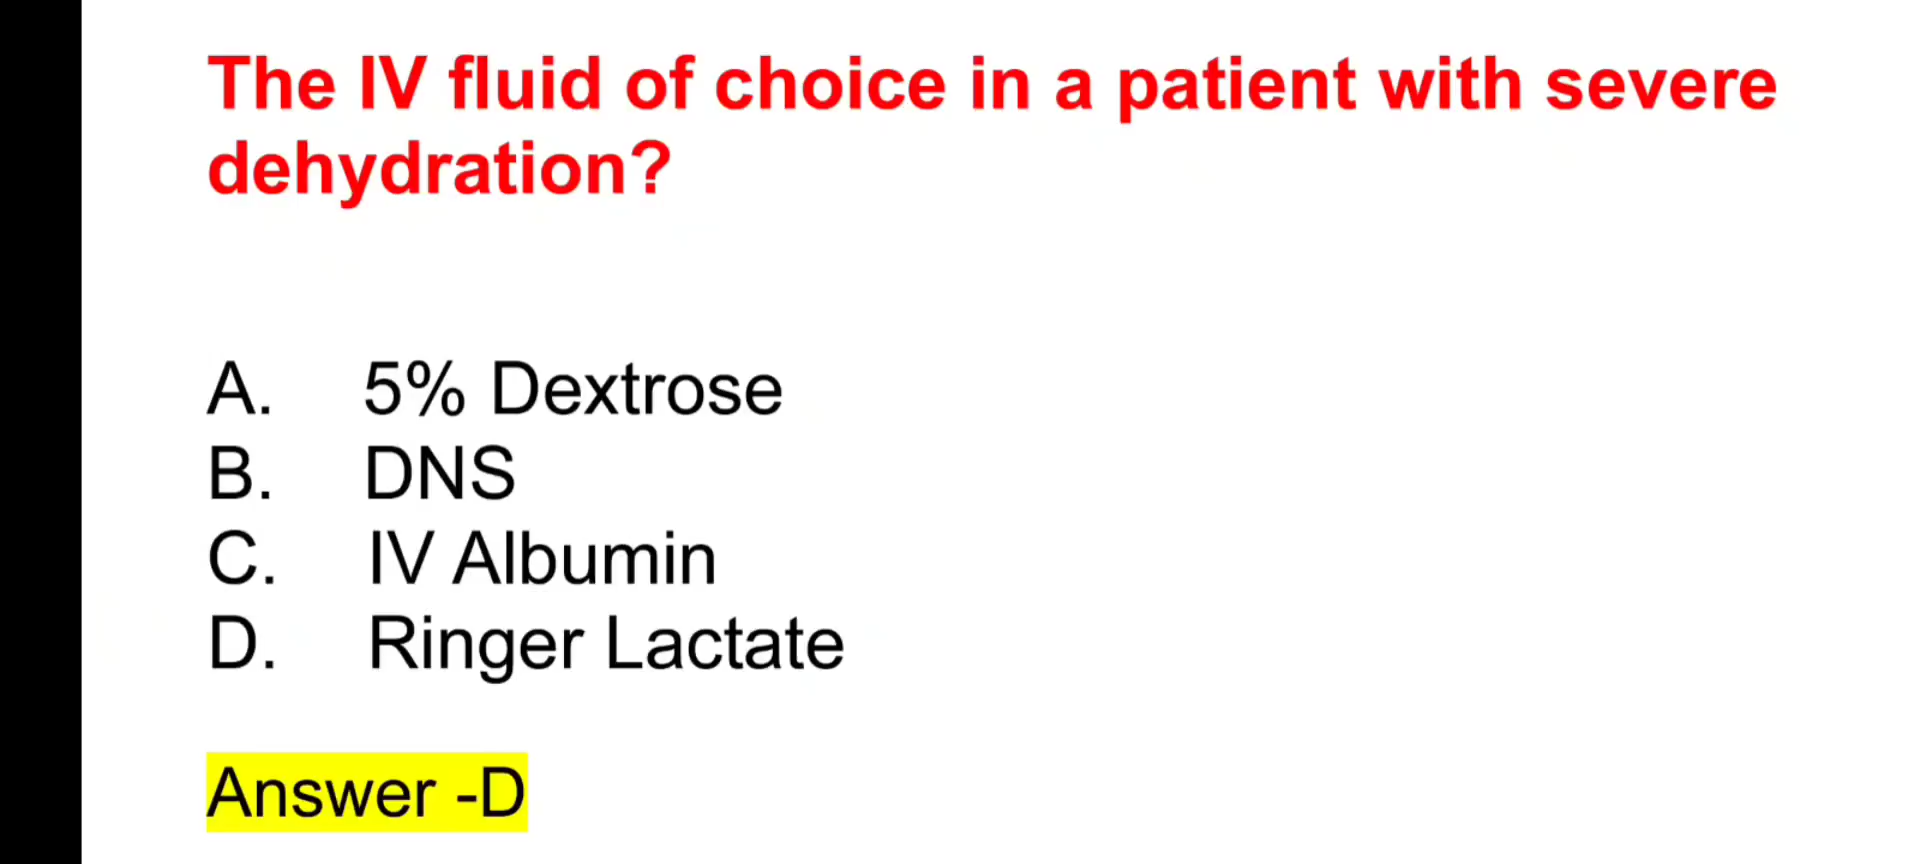 The IV fluid of choice in a patient with severe
dehydration?
A. 5% Dextrose
B. DNS
C. IV Albumin
D. Ringer Lactate
Answer -D